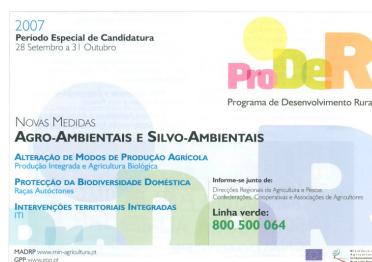 2007
Período Especial de Candidatura
28 Setembro a 31 Outubro
ProDeR
Programa de Desenvolvimento Rura
NOVAS MEDIDAS
AGRO-AMBIENTAIS E SILVO-AMBIENTAIS
ALTERAÇÃO DE MODOS DE PRODUÇÃO AGRÍCOLA
Produção Integrada e Agricultura Biológica
PROTECÇÃO DA BIODIVERSIDADE DOMÉSTICA
Raças Autóctones
INTERVENÇÕES TERRITORIAIS INTEGRADAS
ITI
Informe-se junto de:
Direcções Regionais de Agricultura e Pescas
Confederações, Cooperativas e Associações de Agricultores
Linha verde:
800 500 064
MADRP www.min-agricultura.pt
GPP www.gpp.pt